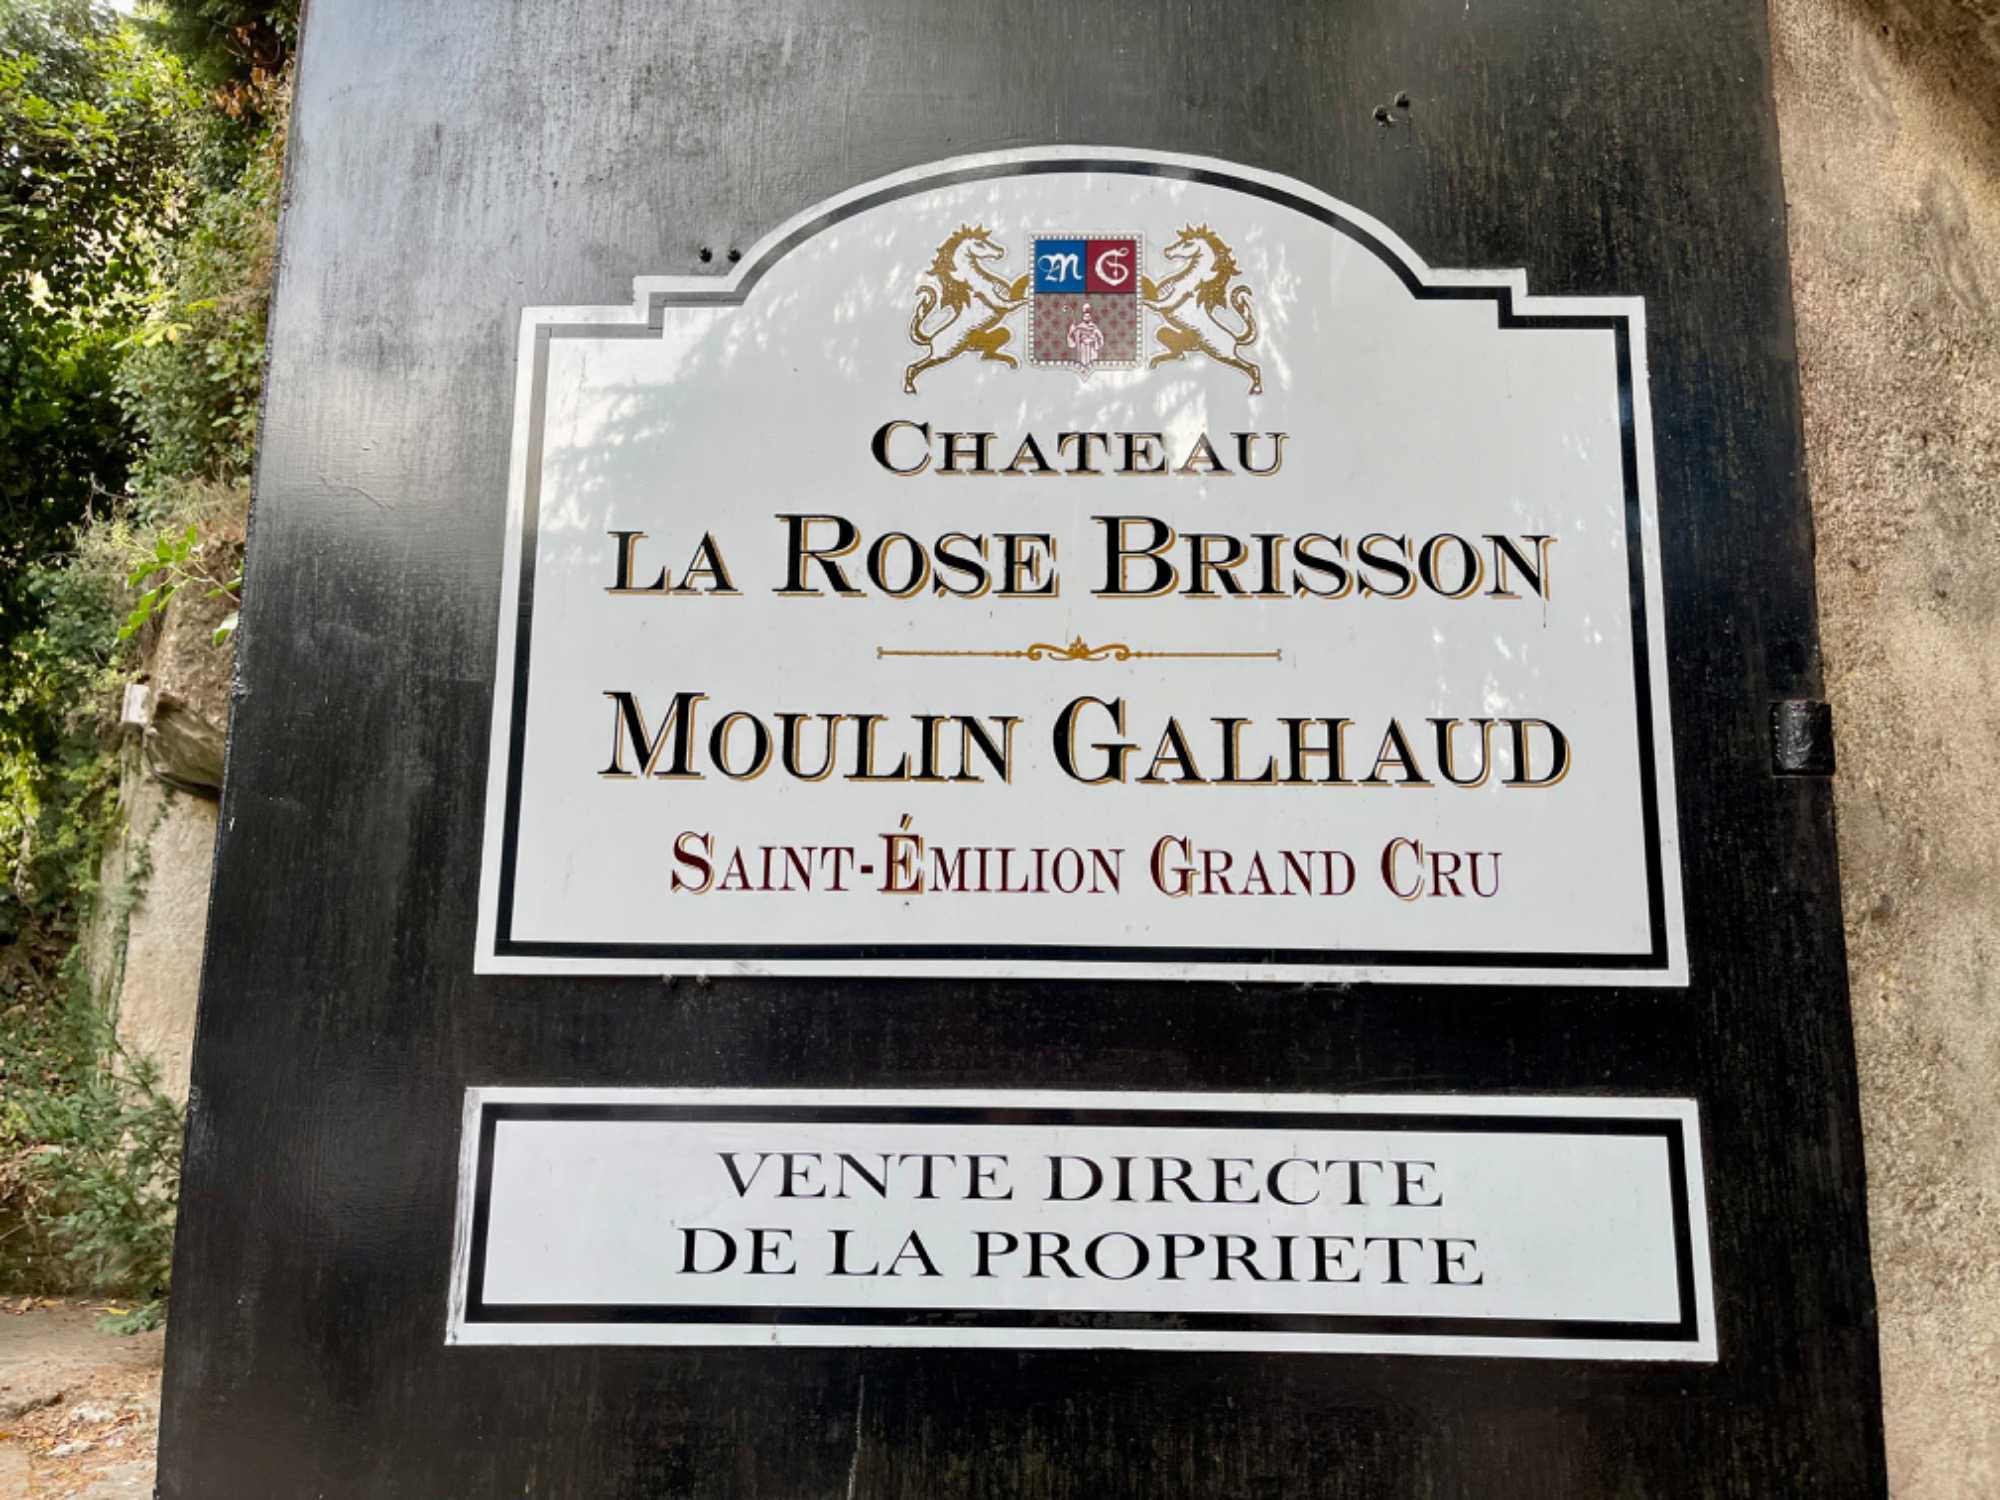 M G
CHATEAU
LA ROSE BRISSON
MOULIN GALHAUD
SAINT-ÉMILION GRAND CRU
VENTE DIRECTE
DE LA PROPRIETE